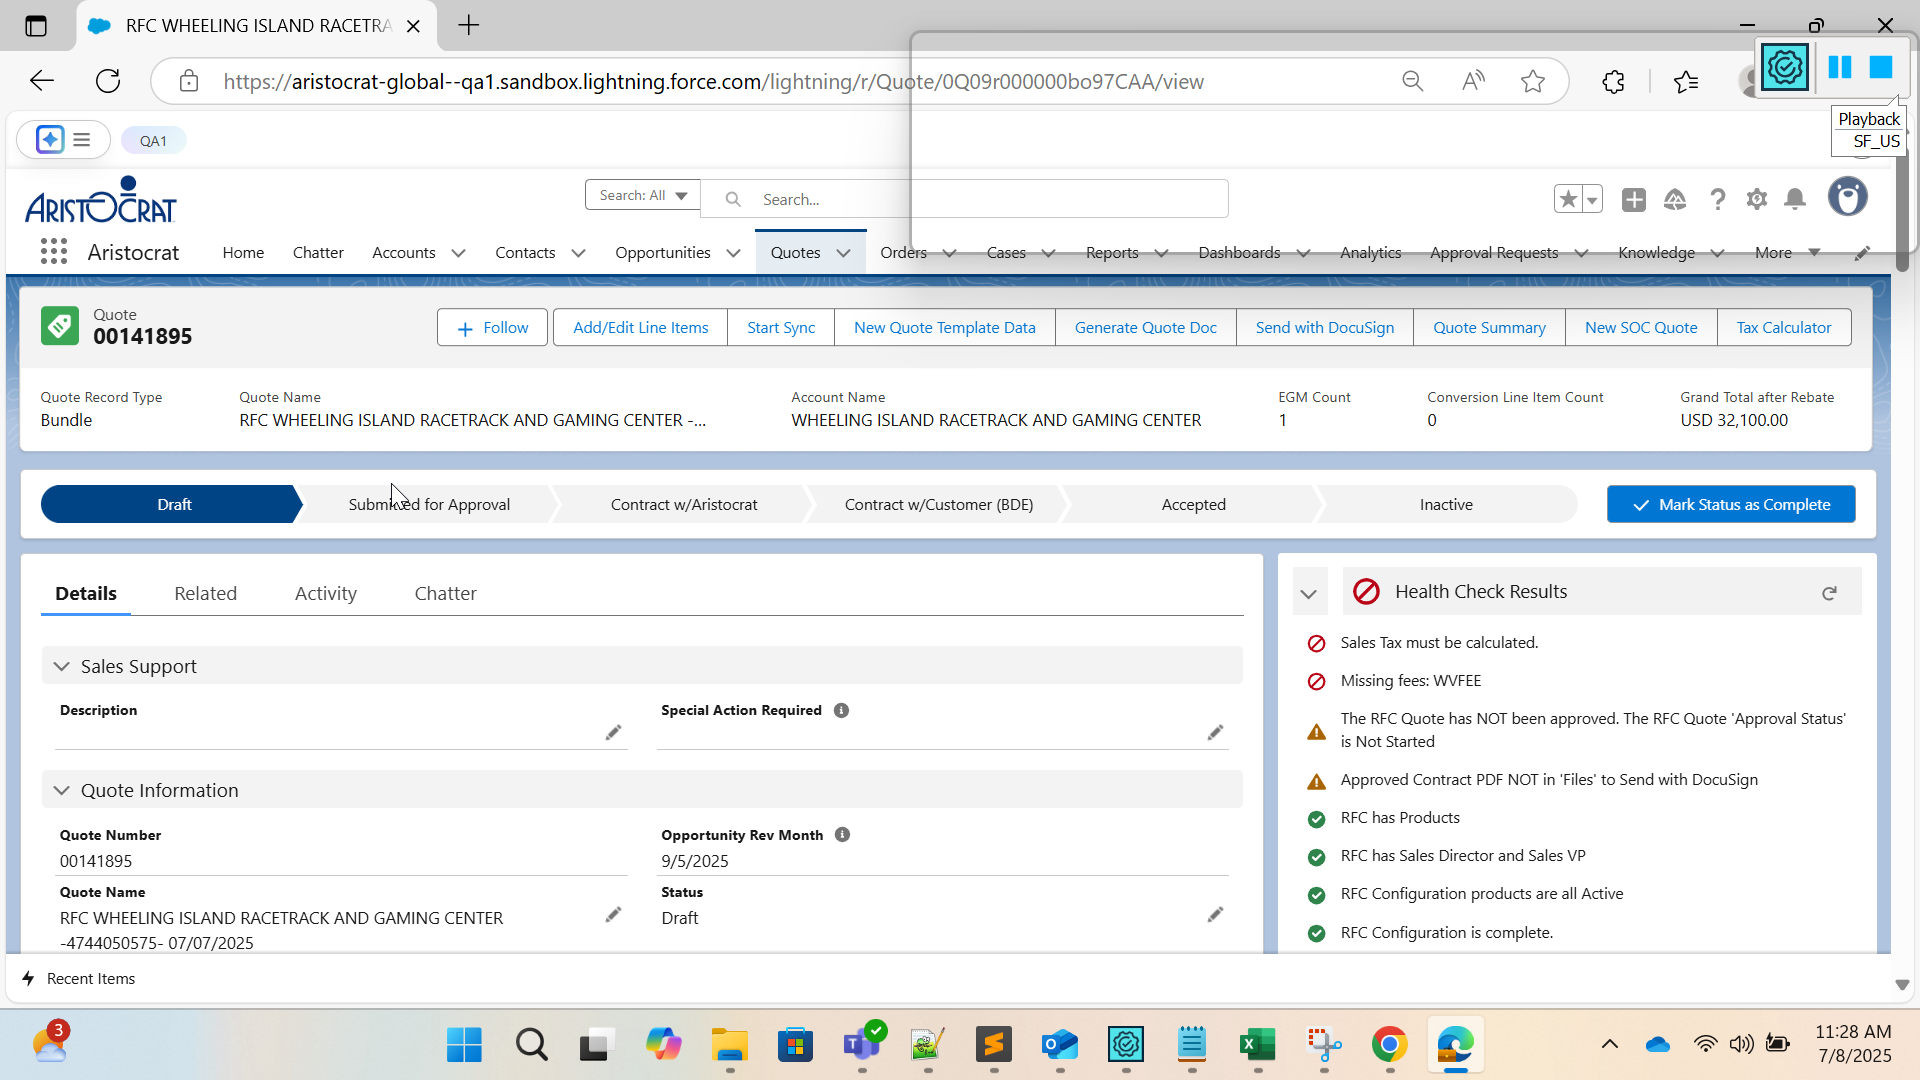 RFC WHEELING ISLAND RACETRA
https://aristocrat-global--qa1.sandbox.lightning.force.com/lightning/r/Quote/0Q09r000000bo97CAA/view
Playback
SF_US
QA1
ARISTOCRAT
Search: All
Search...
Aristocrat
Home
Chatter
Accounts
Contacts
Opportunities
Quotes
Orders
Cases
Reports
Dashboards
Analytics
Approval Requests
Knowledge
More
Quote
00141895
Follow
Add/Edit Line Items
Start Sync
New Quote Template Data
Generate Quote Doc
Send with DocuSign
Quote Summary
New SOC Quote
Tax Calculator
Quote Record Type
Bundle
Quote Name
RFC WHEELING ISLAND RACETRACK AND GAMING CENTER -...
Account Name
WHEELING ISLAND RACETRACK AND GAMING CENTER
EGM Count
1
Conversion Line Item Count
0
Grand Total after Rebate
USD 32,100.00
Draft
Submitted for Approval
Contract w/Aristocrat
Contract w/Customer (BDE)
Accepted
Inactive
Mark Status as Complete
Details
Related
Activity
Chatter
Sales Support
Description
Special Action Required
Quote Information
Quote Number
00141895
Opportunity Rev Month
9/5/2025
Quote Name
RFC WHEELING ISLAND RACETRACK AND GAMING CENTER
-4744050575- 07/07/2025
Status
Draft
Health Check Results
Sales Tax must be calculated.
Missing fees: WVFEE
The RFC Quote has NOT been approved. The RFC Quote 'Approval Status'
is Not Started
Approved Contract PDF NOT in 'Files' to Send with DocuSign
RFC has Products
RFC has Sales Director and Sales VP
RFC Configuration products are all Active
RFC Configuration is complete.
Recent Items
3
11:28 AM
7/8/2025